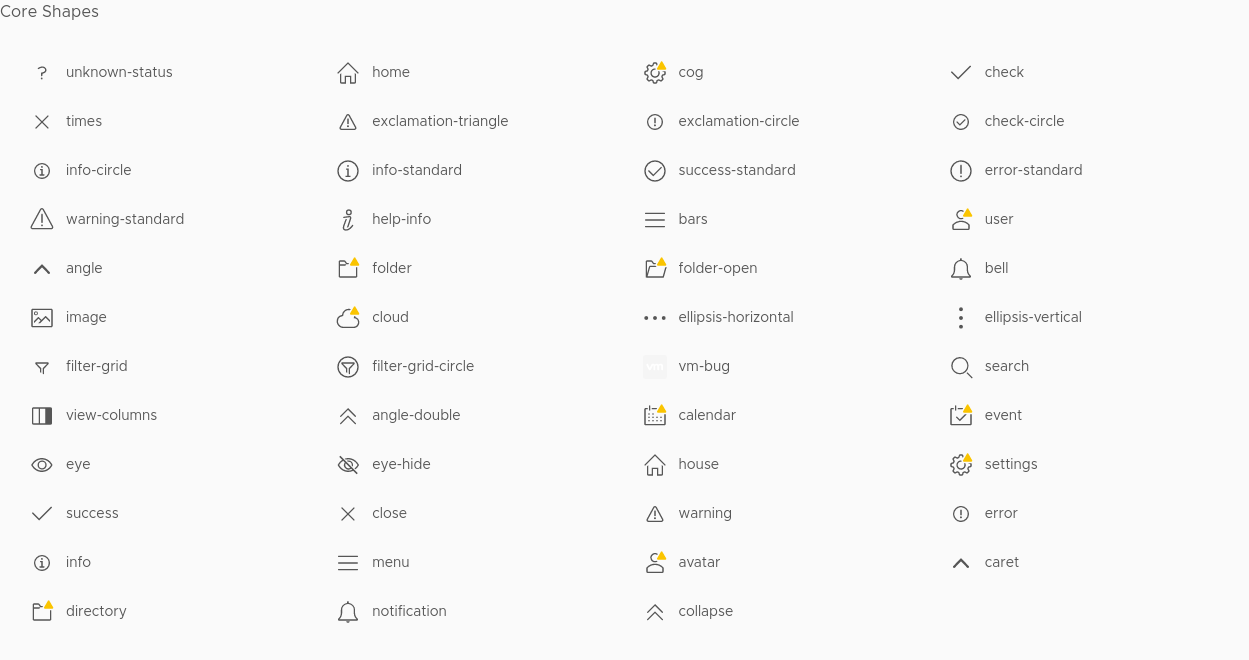 Core Shapes
unknown-status home cog check
times exclamation-triangle exclamation-circle check-circle
info-circle info-standard success-standard error-standard
warning-standard help-info bars user
angle folder folder-open bell
image cloud ellipsis-horizontal ellipsis-vertical
filter-grid filter-grid-circle vm vm-bug search
view-columns angle-double calendar event
eye eye-hide house settings
success close warning error
info menu avatar caret
directory notification collapse